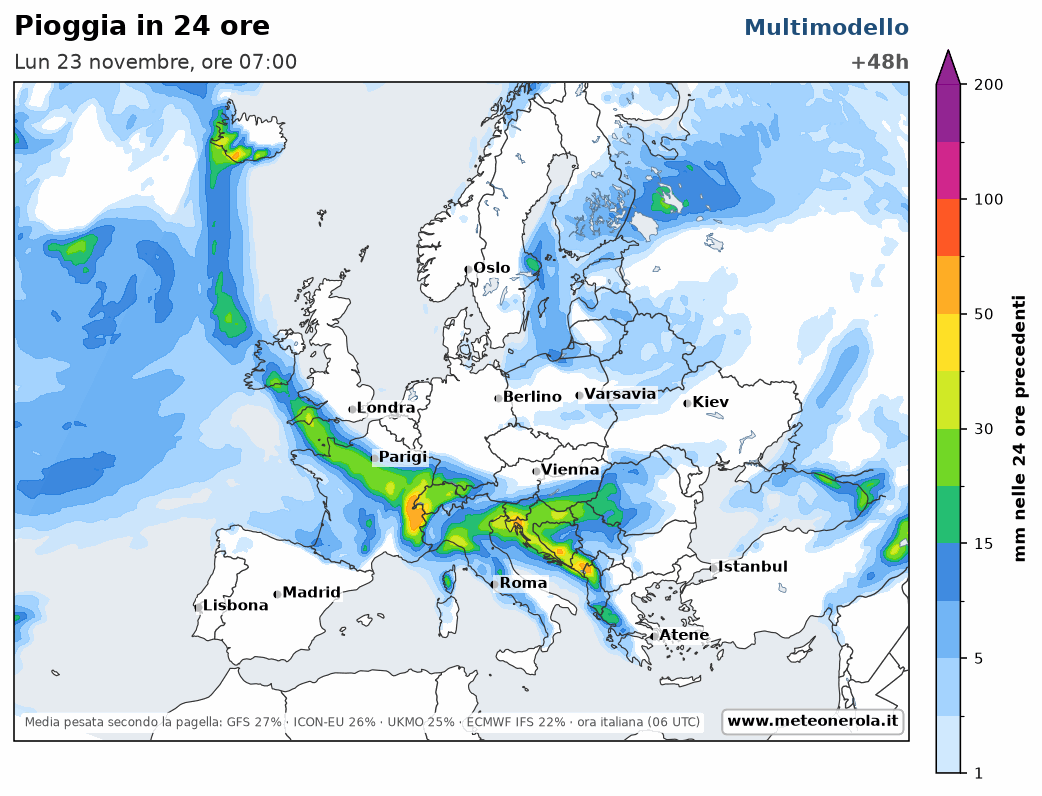 Pioggia in 24 ore
Multimodello
Lun 23 novembre, ore 07:00
+48h
200
100
50
30
15
5
1
mm nelle 24 ore precedenti
Oslo
Londra
Berlino
Varsavia
Kiev
Parigi
Vienna
Istanbul
Roma
Madrid
Lisbona
Atene
Media pesata secondo la pagella: GFS 27% · ICON-EU 26% · UKMO 25% · ECMWF IFS 22% · ora italiana (06 UTC)
www.meteonerola.it